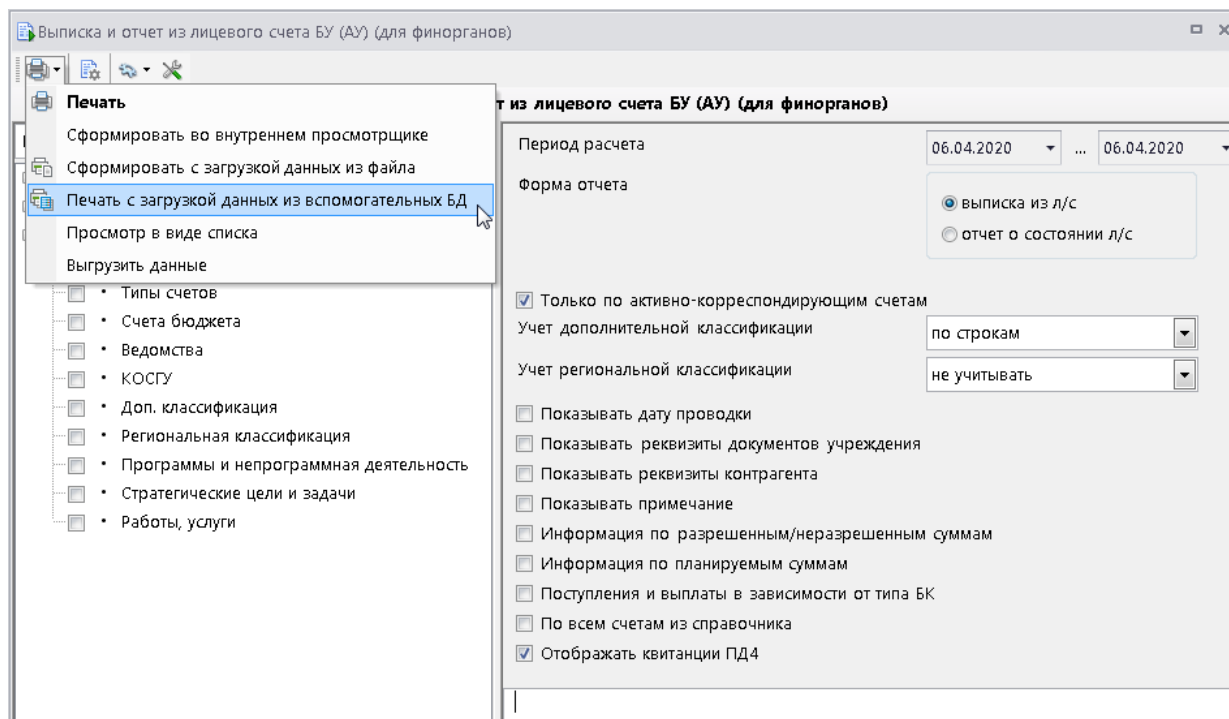 Выписка и отчет из лицевого счета БУ (АУ) (для финорганов)
т из лицевого счета БУ (АУ) (для финорганов)
Печать
Сформировать во внутреннем просмотрщике
Сформировать с загрузкой данных из файла
Печать с загрузкой данных из вспомогательных БД
Просмотр в виде списка
Выгрузить данные
• Типы счетов
• Счета бюджета
• Ведомства
• КОСГУ
• Доп. классификация
• Региональная классификация
• Программы и непрограммная деятельность
• Стратегические цели и задачи
• Работы, услуги
Период расчета 06.04.2020 ... 06.04.2020
Форма отчета
выписка из л/с
отчет о состоянии л/с
Только по активно-корреспондирующим счетам
Учет дополнительной классификации по строкам
Учет региональной классификации не учитывать
Показывать дату проводки
Показывать реквизиты документов учреждения
Показывать реквизиты контрагента
Показывать примечание
Информация по разрешенным/неразрешенным суммам
Информация по планируемым суммам
Поступления и выплаты в зависимости от типа БК
По всем счетам из справочника
Отображать квитанции ПД4